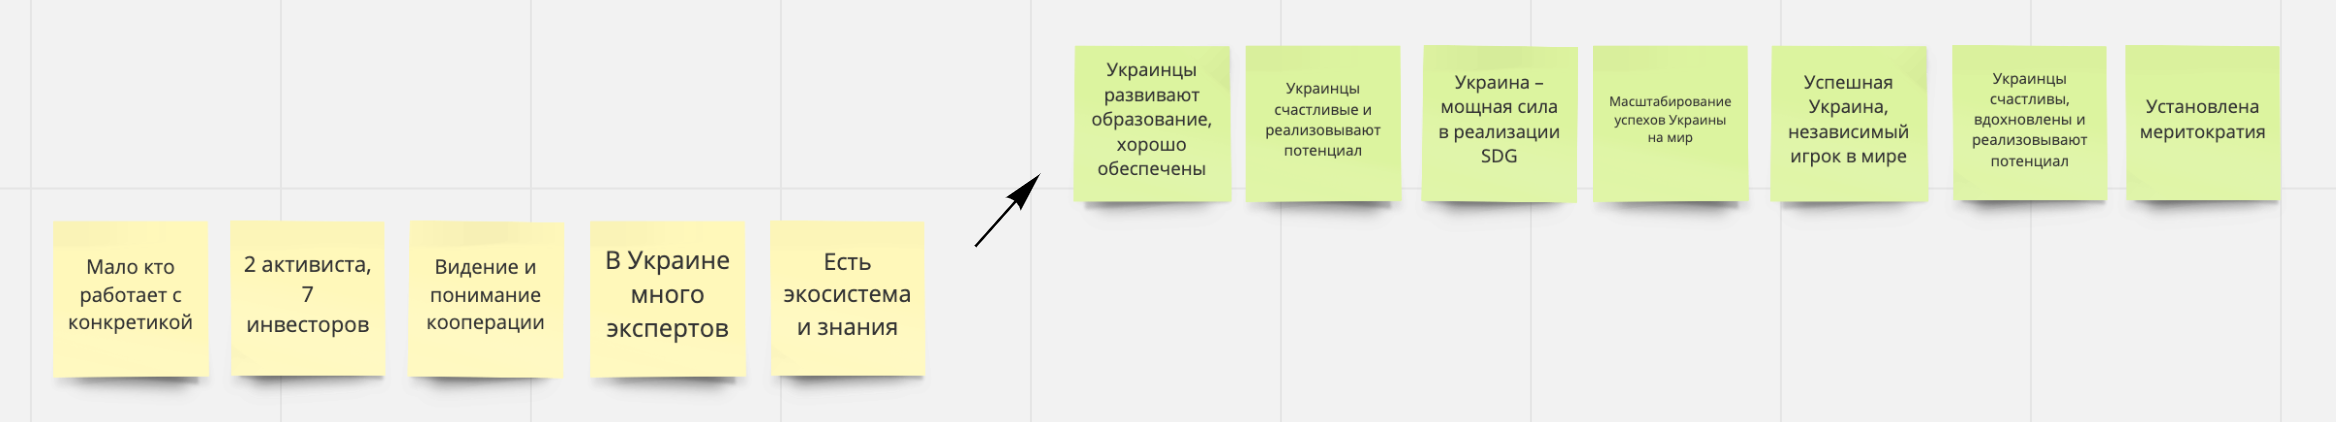 Украинцы
развивают
образование,
хорошо
обеспечены
Украинцы
счастливые и
реализовывают
потенциал
Украина –
мощная сила
в реализации
SDG
Масштабирование
успехов Украины
на мир
Успешная
Украина,
независимый
игрок в мире
Украинцы
счастливы,
вдохновлены и
реализовывают
потенциал
Установлена
меритократия
Мало кто
работает с
конкретикой
2 активиста,
7
инвесторов
Видение и
понимание
кооперации
В Украине
много
экспертов
Есть
экосистема
и знания